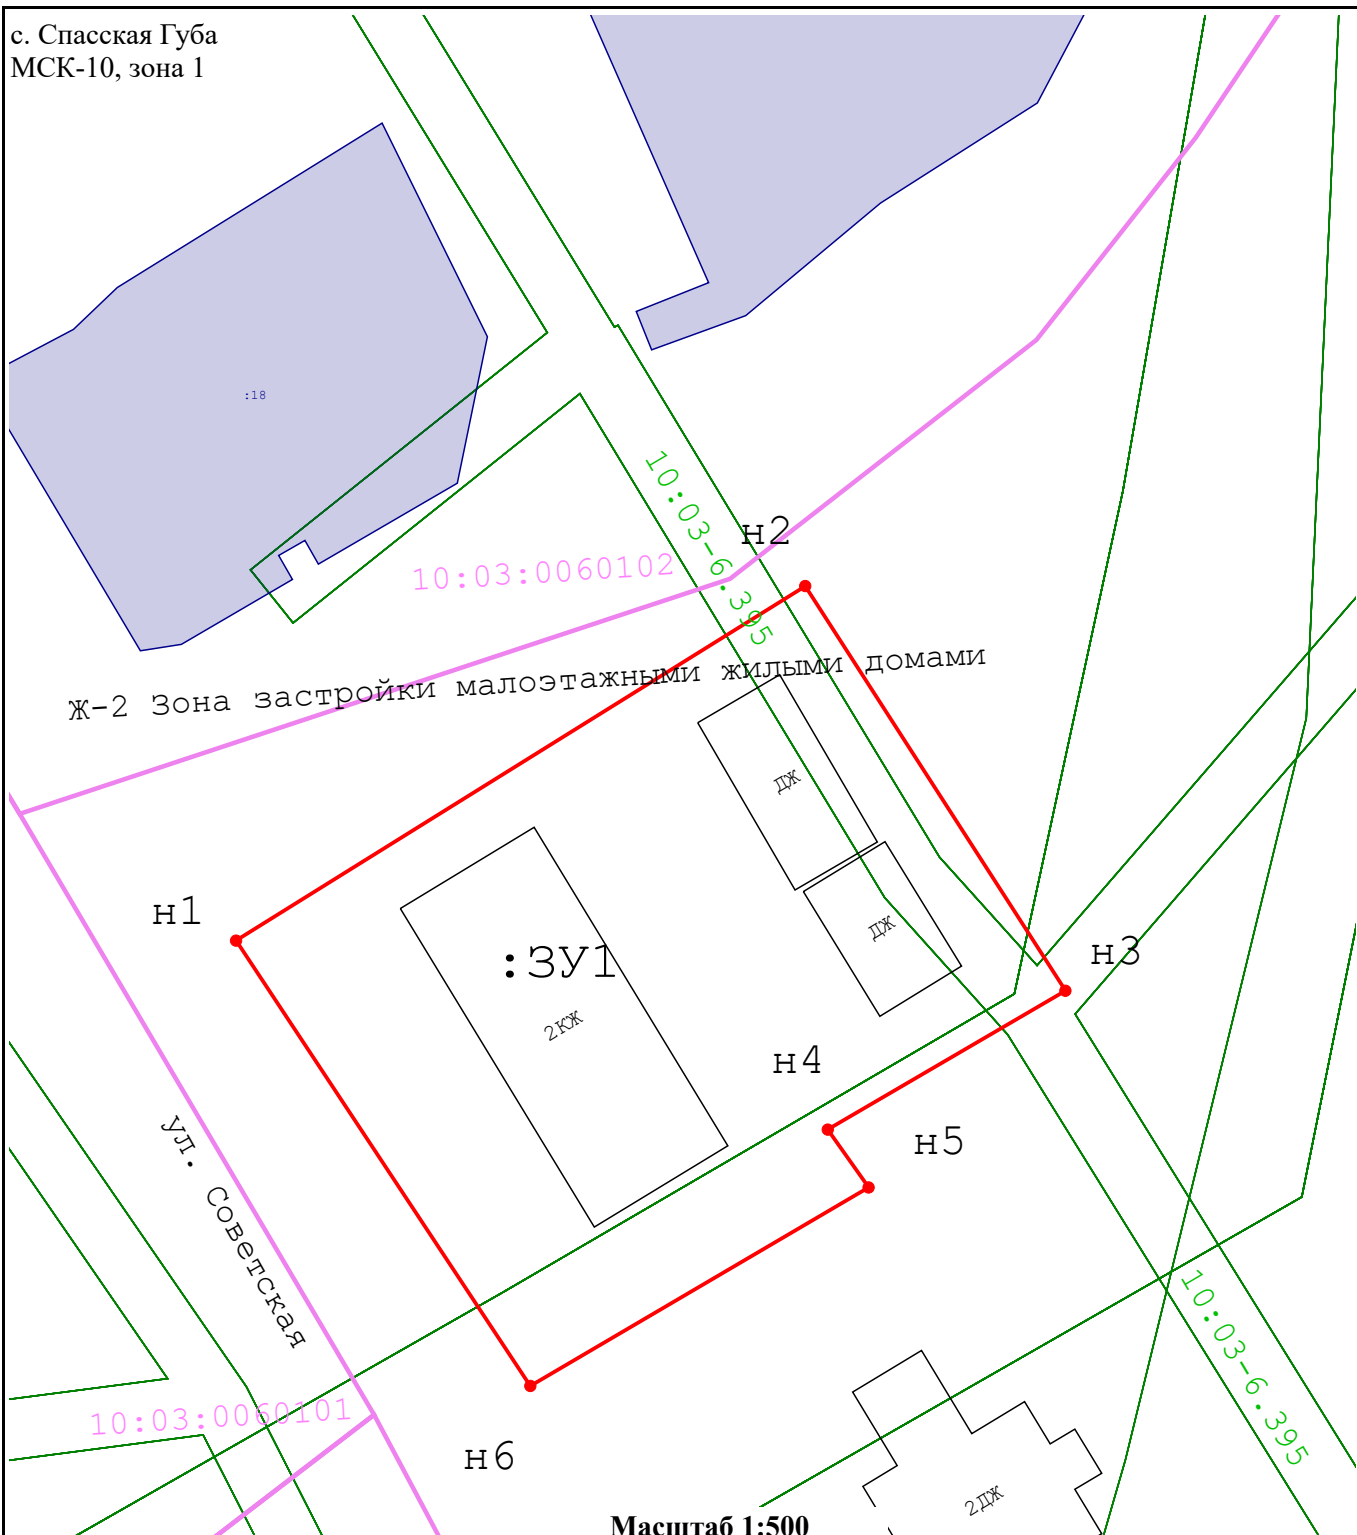 с. Спасская Губа
МСК-10, зона 1
:18
10:03-6.395
н2
10:03:0060102
Ж-2 Зона застройки малоэтажными жилыми домами
ДЖ
н1
ДЖ
:ЗУ1
н3
2КЖ
н4
н5
ул. Советская
10:03-6.395
10:03:0060101
н6
2ДЖ
Масштаб 1:500